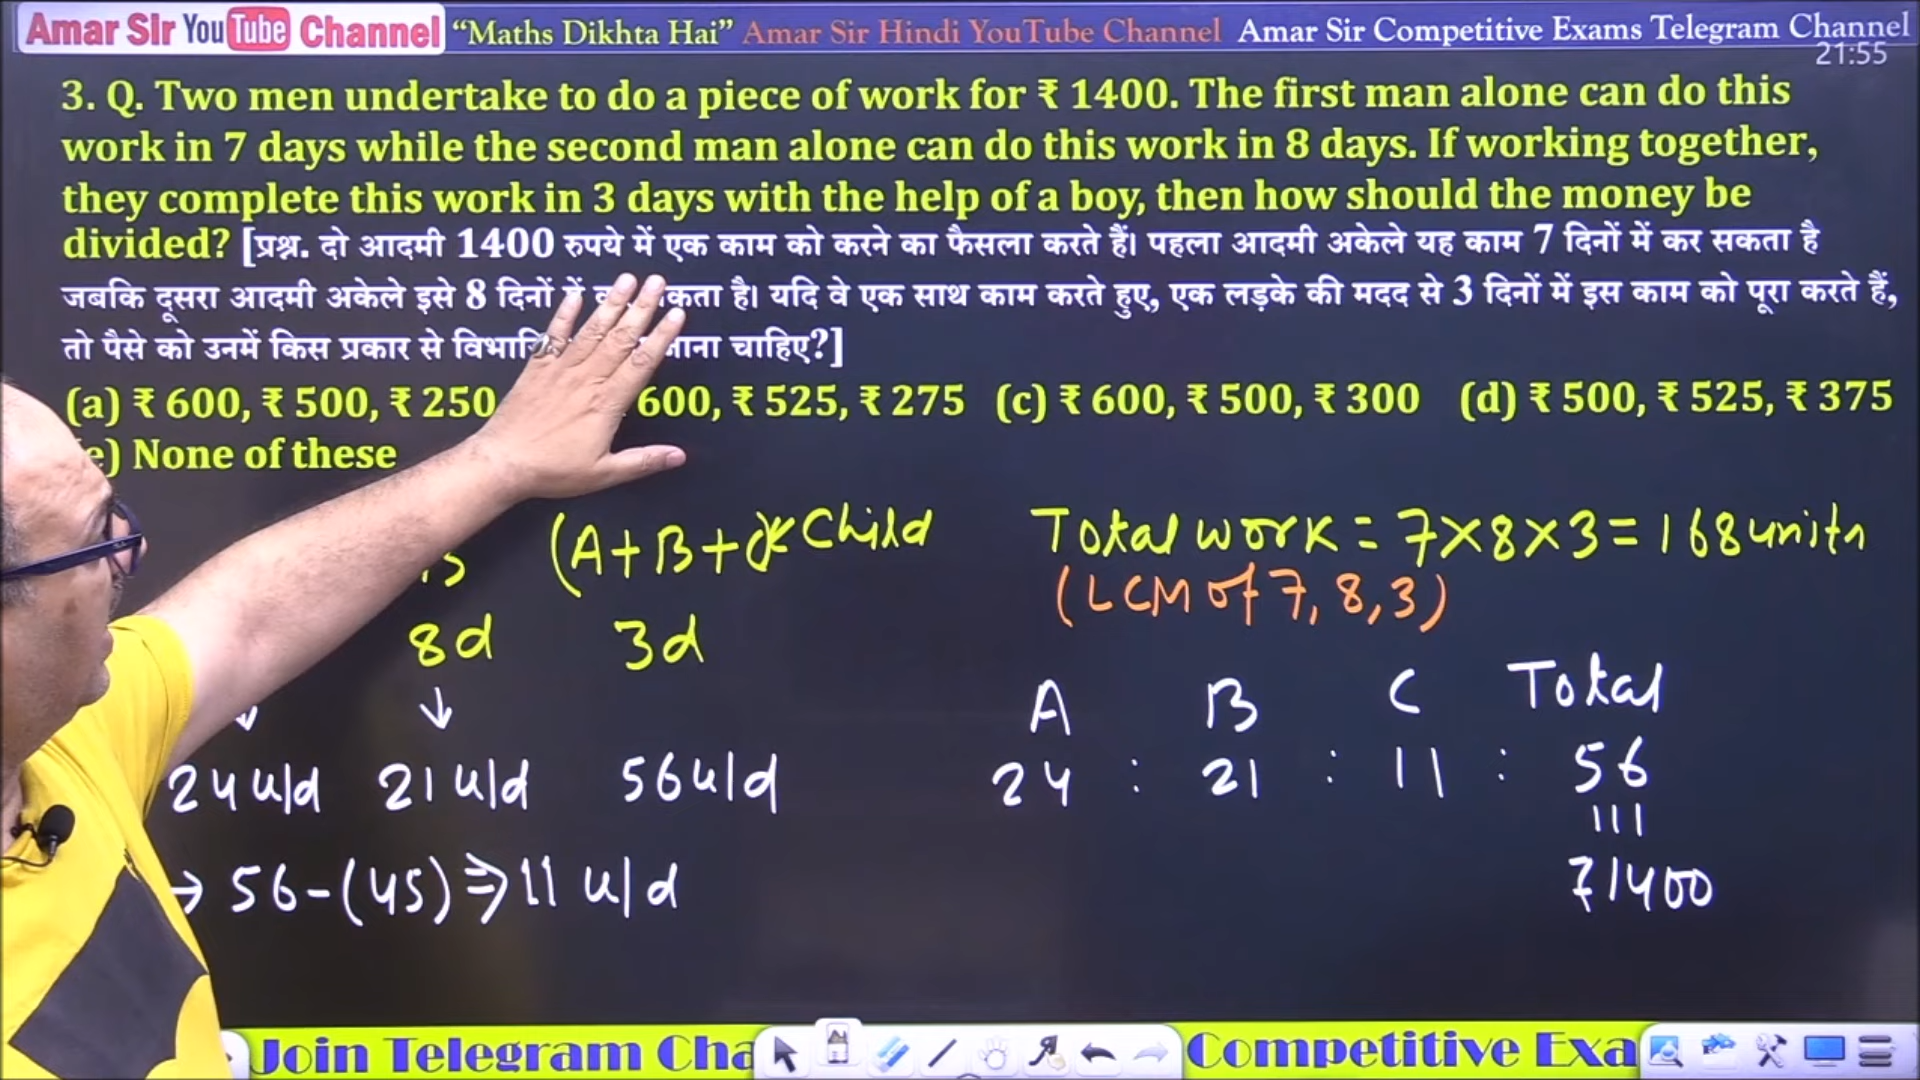 Amar Sir YouTube Channel "Maths Dikhta Hai" Amar Sir Hindi YouTube Channel Amar Sir Competitive Exams Telegram Channel
21:55
3. Q. Two men undertake to do a piece of work for ₹ 1400. The first man alone can do this
work in 7 days while the second man alone can do this work in 8 days. If working together,
they complete this work in 3 days with the help of a boy, then how should the money be
divided? [प्रश्न. दो आदमी 1400 रुपये में एक काम को करने का फैसला करते हैं। पहला आदमी अकेले यह काम 7 दिनों में कर सकता है
जबकि दूसरा आदमी अकेले इसे 8 दिनों है। यदि वे एक साथ काम करते हुए, एक लड़के की मदद से 3 दिनों में इस काम को पूरा करते हैं,
तो पैसे को उनमें किस प्रकार से चाहिए?]
(a) ₹ 600, ₹ 500, ₹ 250 600, ₹ 525, ₹ 275 (c) ₹ 600, ₹ 500, ₹ 300 (d) ₹ 500, ₹ 525, ₹ 375
e) None of these
(A+B+ Child Total work = 7×8×3 = 168 units
(LCM of 7, 8, 3)
8d 3d
A B C Total
24 u/d 21 u/d 56 u/d 24 : 21 : 11 : 56
→ 56-(45) ⇒ 11 u/d ₹1400
Join Telegram Cha Competitive Exa